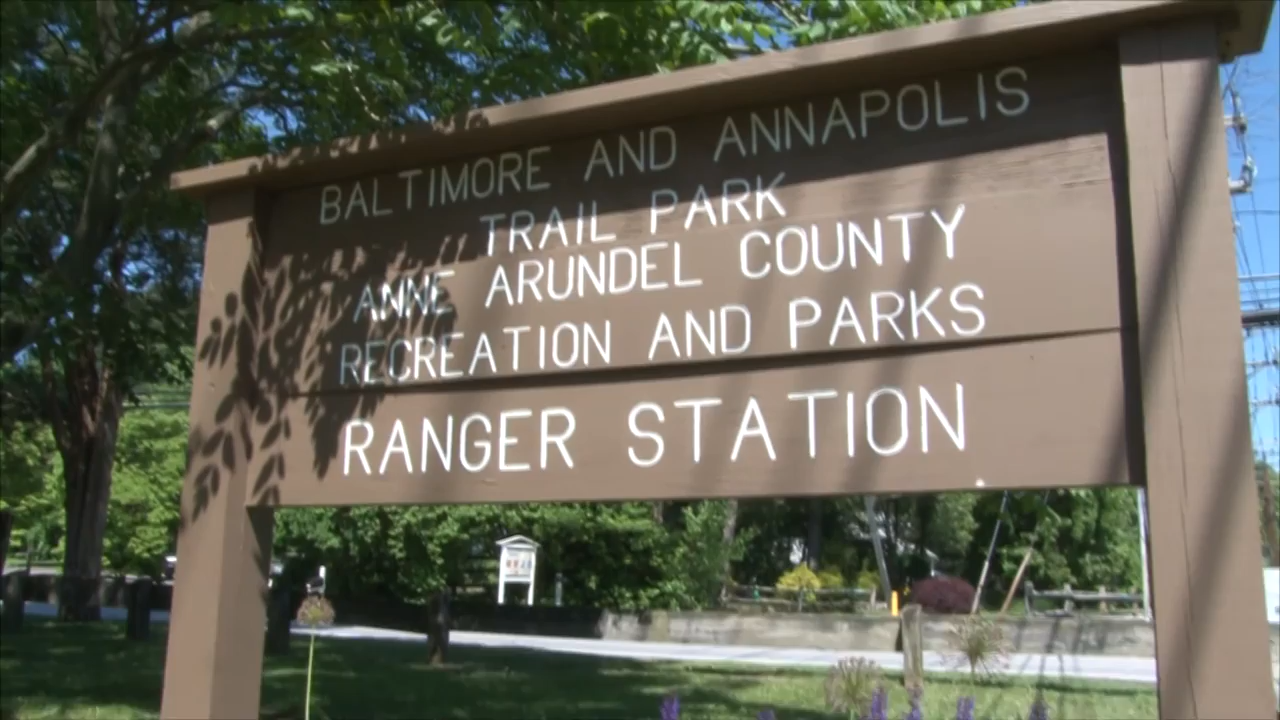 BALTIMORE AND ANNAPOLIS
TRAIL PARK
ANNE ARUNDEL COUNTY
RECREATION AND PARKS
RANGER STATION